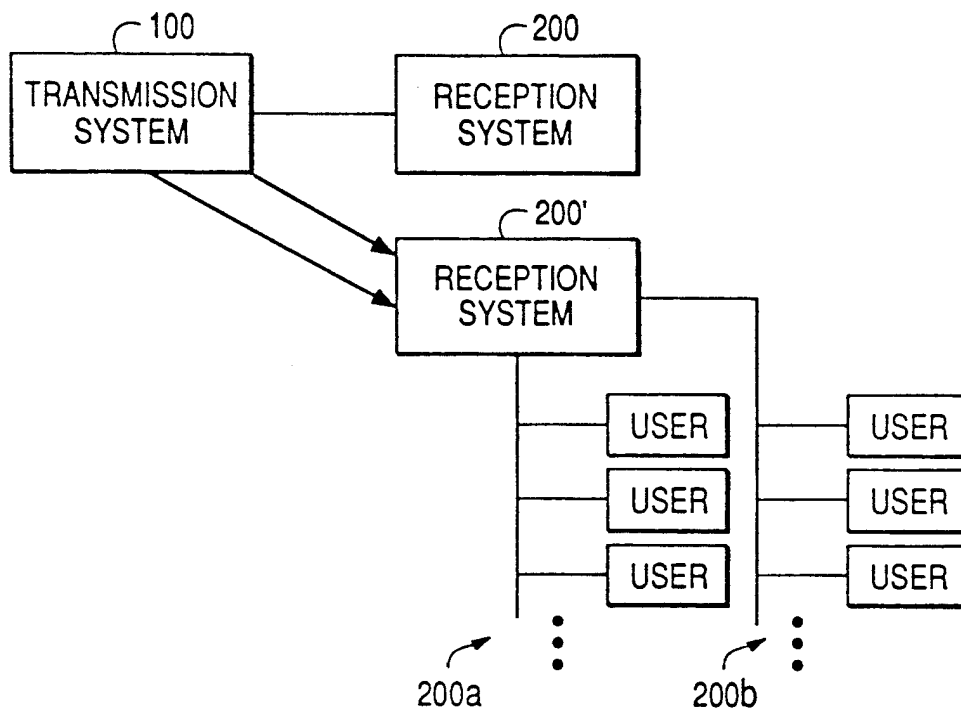 100
TRANSMISSION
SYSTEM
200
RECEPTION
SYSTEM
200'
RECEPTION
SYSTEM
USER
USER
USER
USER
USER
USER
200a
200b